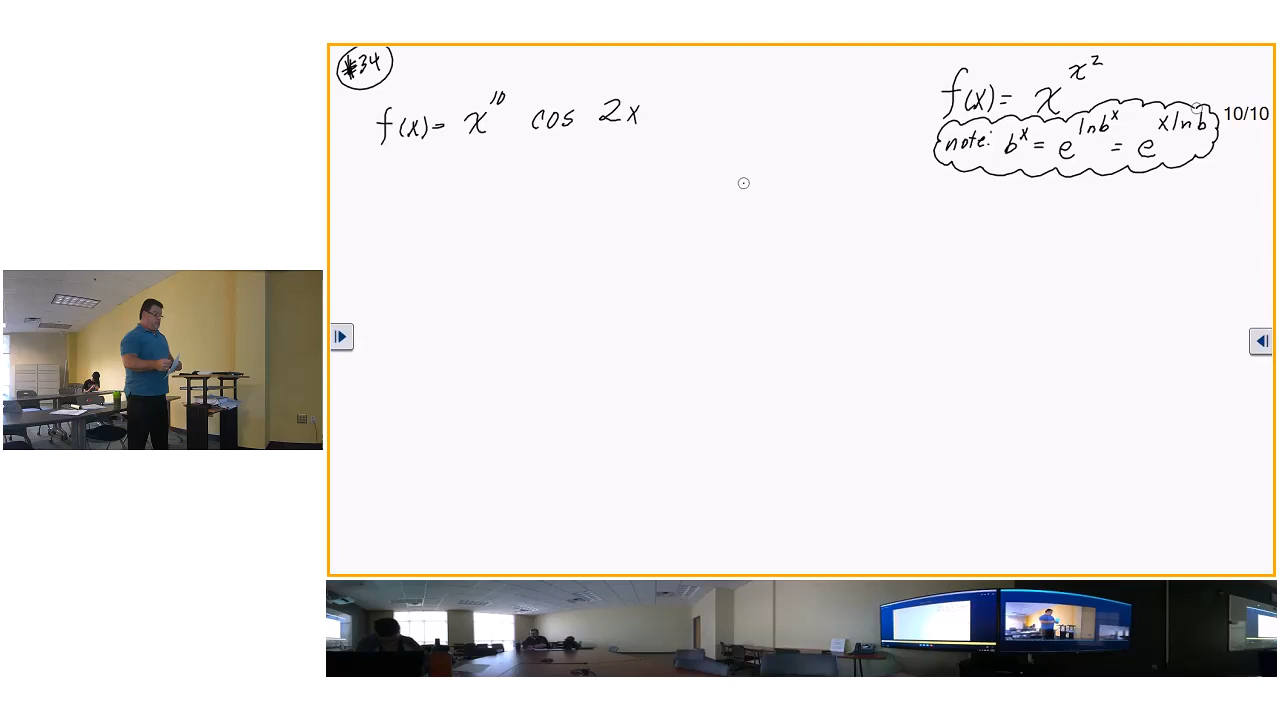 #34
f(x) = x^10 cos 2x
f(x) = x^x^2
10/10
note: b^x = e^ln b^x = e^x ln b